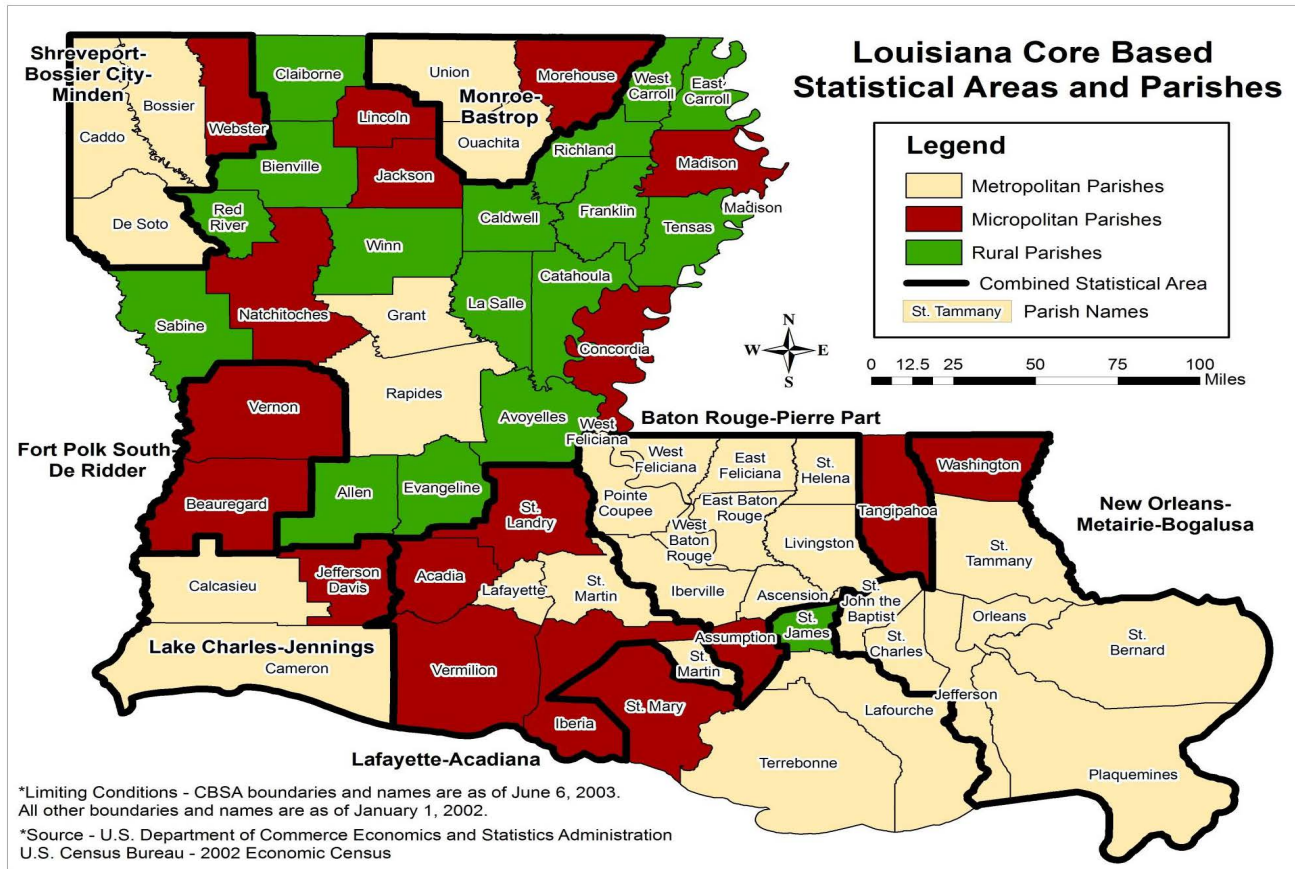 Louisiana Core Based
Statistical Areas and Parishes
Legend
Metropolitan Parishes
Micropolitan Parishes
Rural Parishes
Combined Statistical Area
St. Tammany
Parish Names
N
W
E
S
0 12.5 25 50 75 100
Miles
Shreveport-
Bossier City-
Minden
Caddo
Bossier
Webster
Claiborne
Lincoln
Union
Morehouse
Monroe-
Bastrop
Ouachita
West
Carroll
East
Carroll
Bienville
Jackson
Richland
Madison
Madison
De Soto
Red
River
Caldwell
Franklin
Tensas
Winn
Catahoula
Sabine
Natchitoches
Grant
La Salle
Concordia
Rapides
Vernon
Avoyelles
Fort Polk South-
De Ridder
Beauregard
Allen
Evangeline
Baton Rouge-Pierre Part
West
Feliciana
West
Feliciana
East
Feliciana
St.
Helena
Washington
Pointe
Coupee
East Baton
Rouge
Tangipahoa
New Orleans-
Metairie-Bogalusa
St.
Landry
West
Baton
Rouge
Livingston
St.
Tammany
Calcasieu
Jefferson
Davis
Acadia
Lafayette
St.
Martin
Iberville
Ascension
St.
John the
Baptist
Orleans
St.
James
St.
Charles
St.
Bernard
Assumption
Lake Charles-Jennings
Cameron
Vermilion
St.
Martin
Jefferson
St. Mary
Lafourche
Iberia
Lafayette-Acadiana
Terrebonne
Plaquemines
*Limiting Conditions - CBSA boundaries and names are as of June 6, 2003.
All other boundaries and names are as of January 1, 2002.
*Source - U.S. Department of Commerce Economics and Statistics Administration
U.S. Census Bureau - 2002 Economic Census